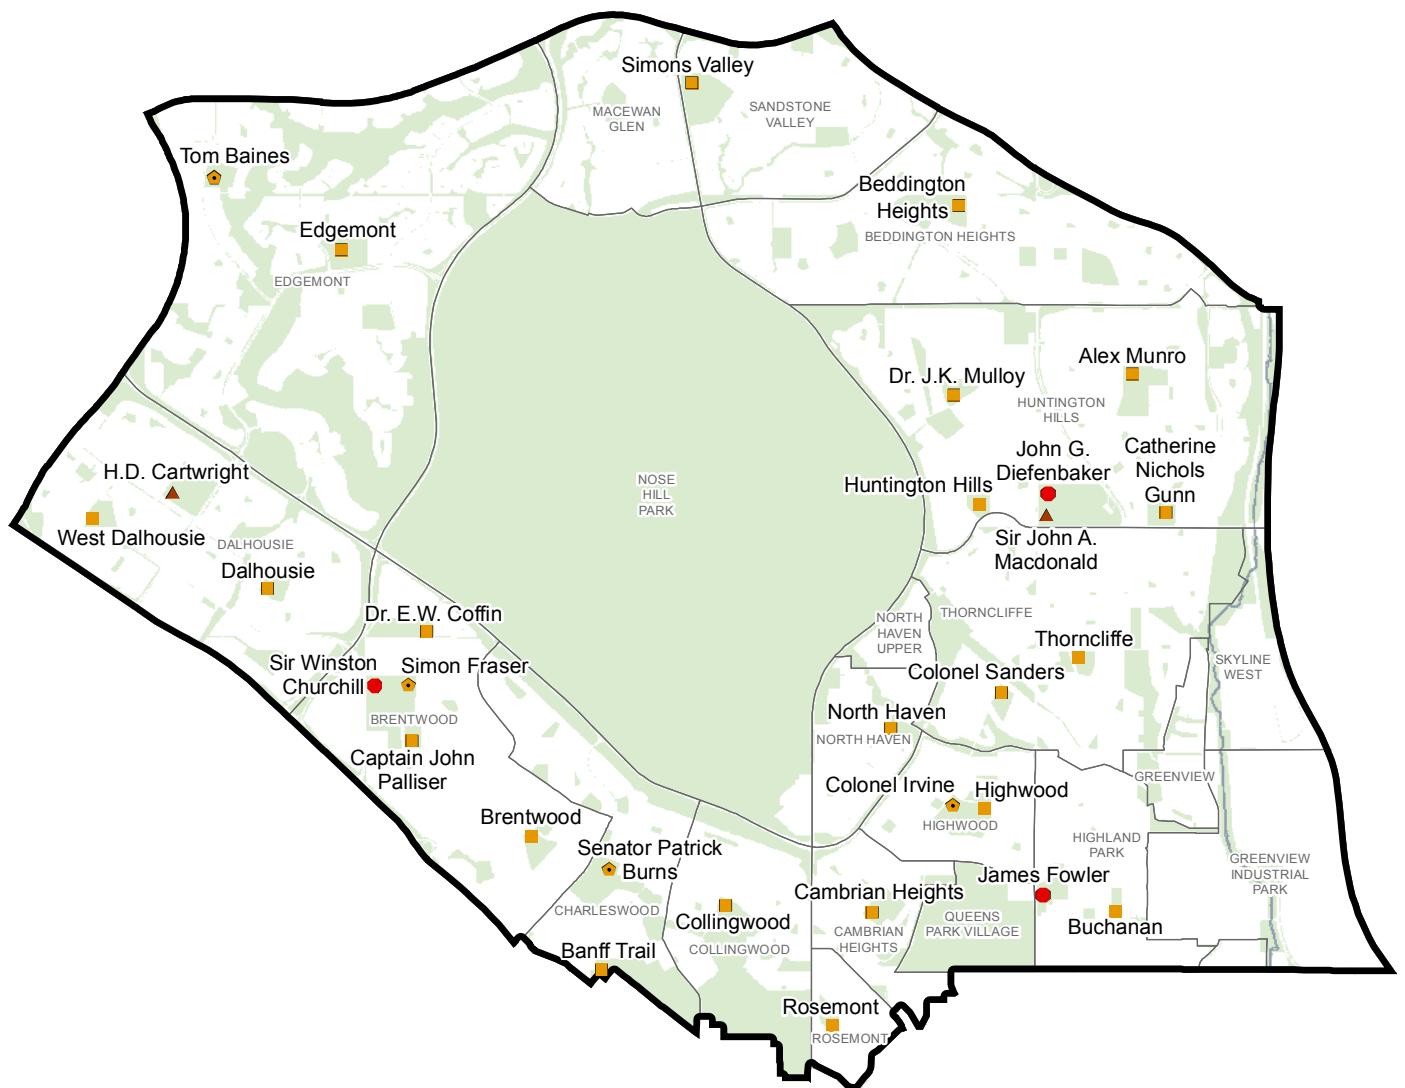 Simons Valley
MACEWAN
GLEN
SANDSTONE
VALLEY
Tom Baines
Beddington
Heights
BEDDINGTON HEIGHTS
Edgemont
EDGEMONT
Alex Munro
Dr. J.K. Mulloy
HUNTINGTON
HILLS
John G.
Diefenbaker
Catherine
Nichols
Gunn
H.D. Cartwright
NOSE
HILL
PARK
Huntington Hills
West Dalhousie
DALHOUSIE
Sir John A.
Macdonald
Dalhousie
Dr. E.W. Coffin
NORTH
HAVEN
UPPER
THORNCLIFFE
Thorncliffe
Sir Winston
Churchill
Simon Fraser
Colonel Sanders
SKYLINE
WEST
BRENTWOOD
North Haven
NORTH HAVEN
Captain John
Palliser
Colonel Irvine
Highwood
HIGHWOOD
GREENVIEW
Brentwood
HIGHLAND
PARK
Senator Patrick
Burns
James Fowler
GREENVIEW
INDUSTRIAL
PARK
Cambrian Heights
CHARLESWOOD
Collingwood
COLLINGWOOD
CAMBRIAN
HEIGHTS
QUEENS
PARK VILLAGE
Buchanan
Banff Trail
Rosemont
ROSEMONT